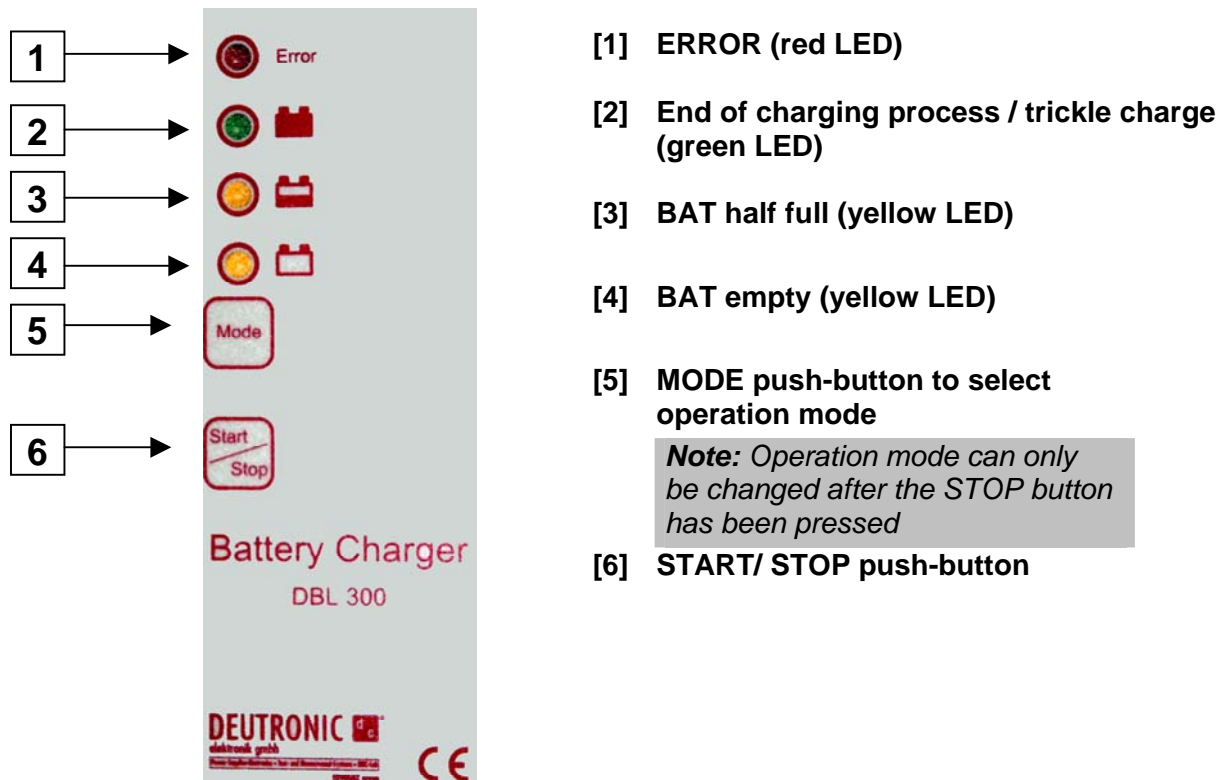 1
Error
2
3
4
5
Mode
6
Start
Stop
Battery Charger
DBL 300
DEUTRONIC
elektronik gmbh
CE
[1] ERROR (red LED)
[2] End of charging process / trickle charge
(green LED)
[3] BAT half full (yellow LED)
[4] BAT empty (yellow LED)
[5] MODE push-button to select
operation mode
Note: Operation mode can only
be changed after the STOP button
has been pressed
[6] START/ STOP push-button